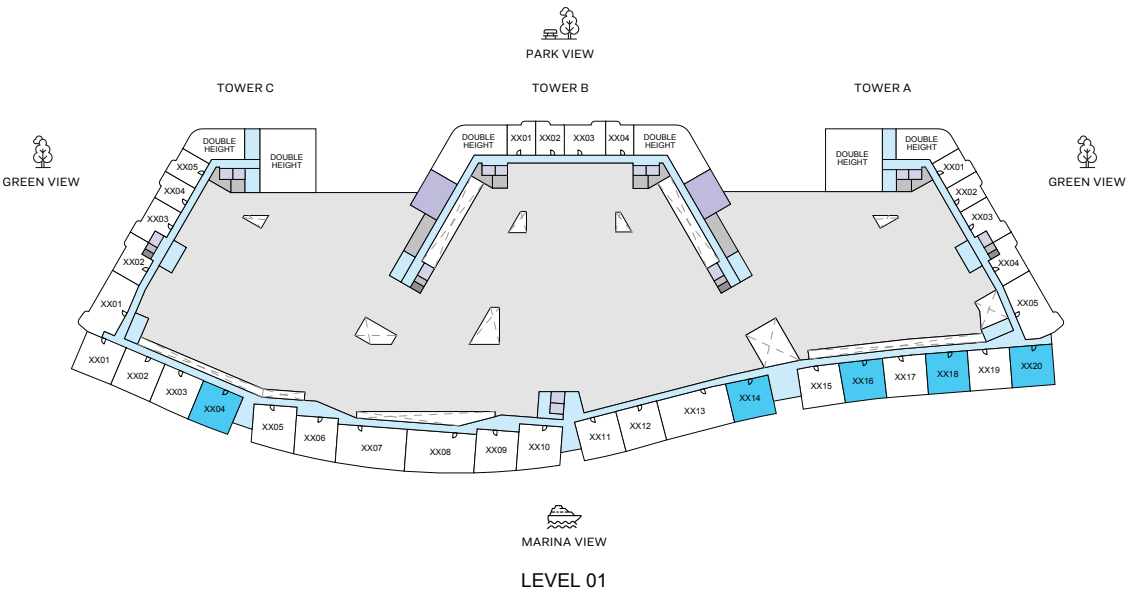 PARK VIEW
TOWER C
TOWER B
TOWER A
GREEN VIEW
GREEN VIEW
DOUBLE
HEIGHT
DOUBLE
HEIGHT
XX05
XX04
XX03
XX02
XX01
DOUBLE
HEIGHT
XX01
XX02
XX03
XX04
DOUBLE
HEIGHT
DOUBLE
HEIGHT
DOUBLE
HEIGHT
XX01
XX02
XX03
XX04
XX05
XX01
XX02
XX03
XX04
XX05
XX06
XX07
XX08
XX09
XX10
XX11
XX12
XX13
XX14
XX15
XX16
XX17
XX18
XX19
XX20
MARINA VIEW
LEVEL 01